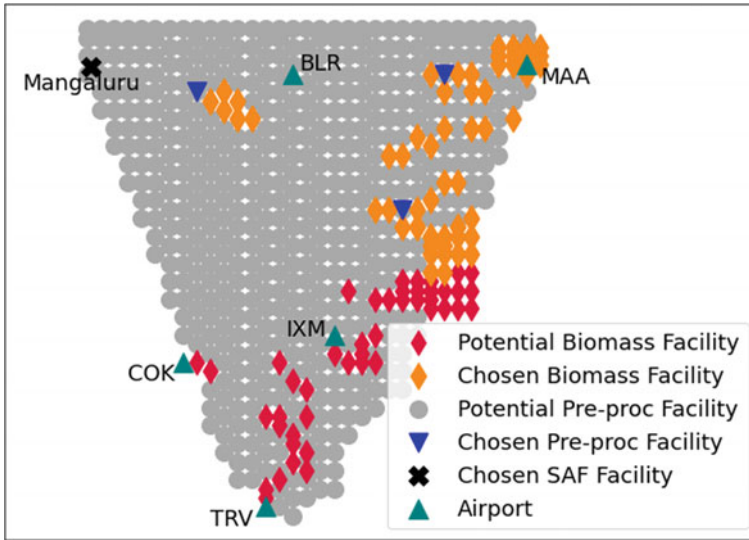 BLR
Mangaluru
MAA
IXM
COK
TRV
Potential Biomass Facility
Chosen Biomass Facility
Potential Pre-proc Facility
Chosen Pre-proc Facility
Chosen SAF Facility
Airport